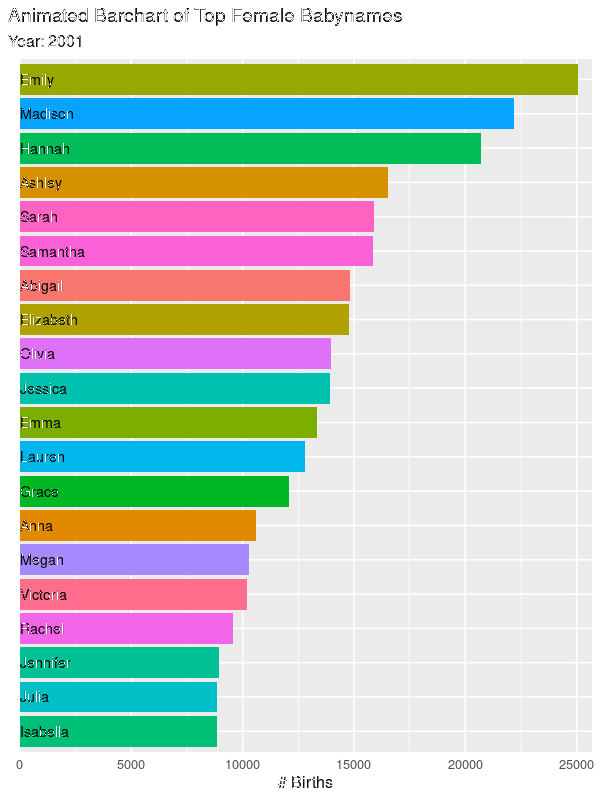 Animated Barchart of Top Female Babynames
Year: 2001
Emily
Madison
Hannah
Ashley
Sarah
Samantha
Abigail
Elizabeth
Olivia
Jessica
Emma
Lauren
Grace
Anna
Megan
Victoria
Rachel
Jennifer
Julia
Isabella
0 5000 10000 15000 20000 25000
# Births